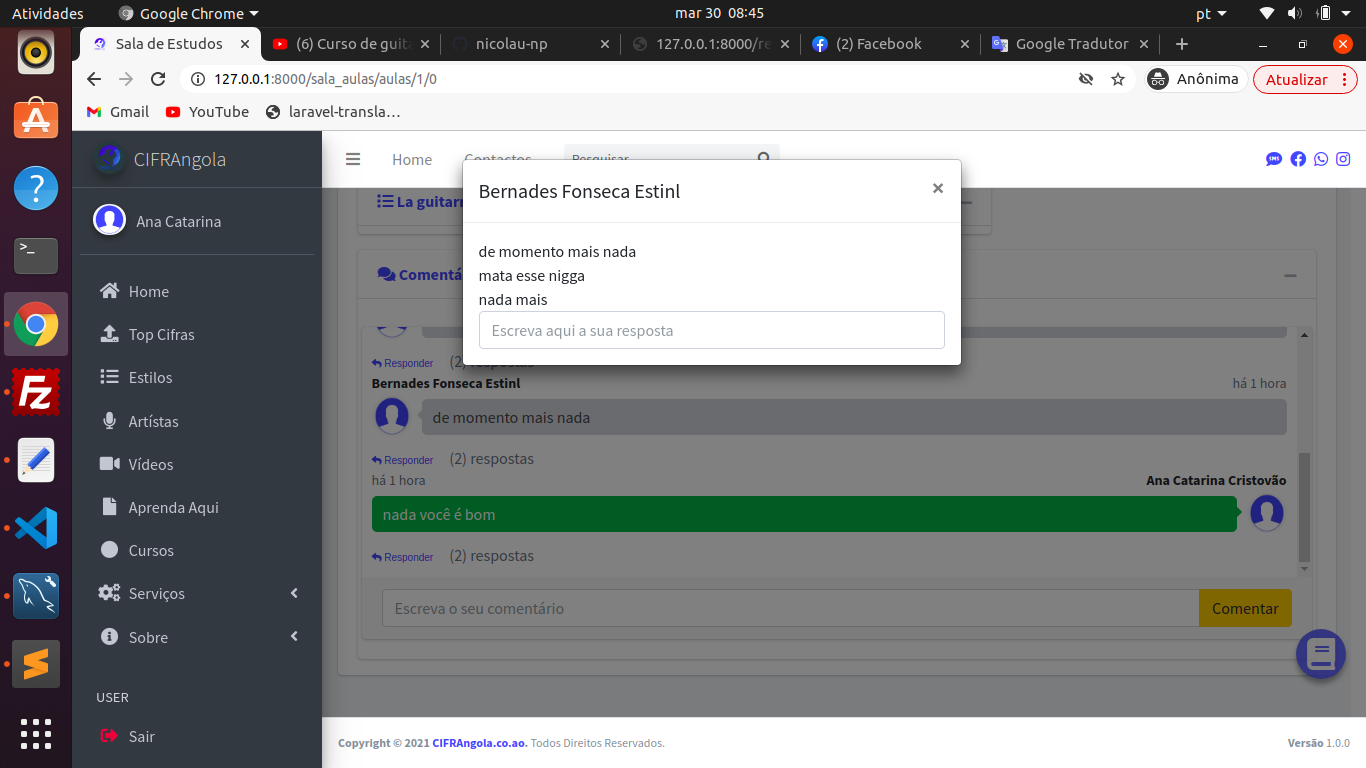 Atividades
Google Chrome
mar 30 08:45
pt
Sala de Estudos
(6) Curso de guita
nicolau-np
127.0.0.1:8000/re
(2) Facebook
Google Tradutor
127.0.0.1:8000/sala_aulas/aulas/1/0
Anônima
Atualizar
Gmail
YouTube
laravel-transla…
CIFRAngola
Home
Contactos
Pesquisar
SMS
Ana Catarina
Home
Top Cifras
Estilos
Artístas
Vídeos
Aprenda Aqui
Cursos
Serviços
Sobre
USER
Sair
La guitarr
Bernades Fonseca Estinl
×
de momento mais nada
mata esse nigga
nada mais
Escreva aqui a sua resposta
Comentá
Responder
(2) respostas
Bernades Fonseca Estinl
há 1 hora
de momento mais nada
Responder
(2) respostas
há 1 hora
Ana Catarina Cristovão
nada você é bom
Responder
(2) respostas
Escreva o seu comentário
Comentar
Copyright © 2021 CIFRAngola.co.ao. Todos Direitos Reservados.
Versão 1.0.0